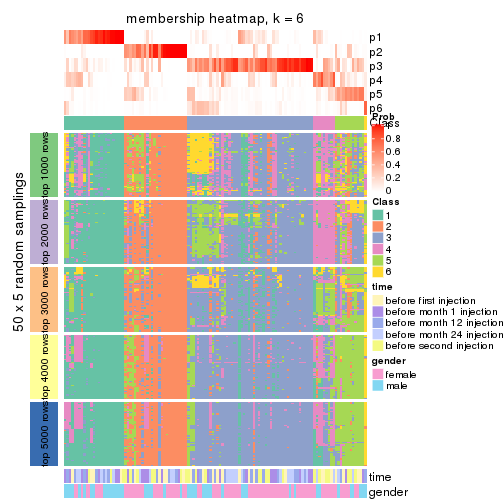 membership heatmap, k = 6
p1
p2
p3
p4
p5
p6
Class
Prob
1
0.8
0.6
0.4
0.2
0
Class
1
2
3
4
5
6
time
before first injection
before month 1 injection
before month 12 injection
before month 24 injection
before second injection
gender
female
male
50 x 5 random samplings
top 1000 rows
top 2000 rows
top 3000 rows
top 4000 rows
top 5000 rows
time
gender